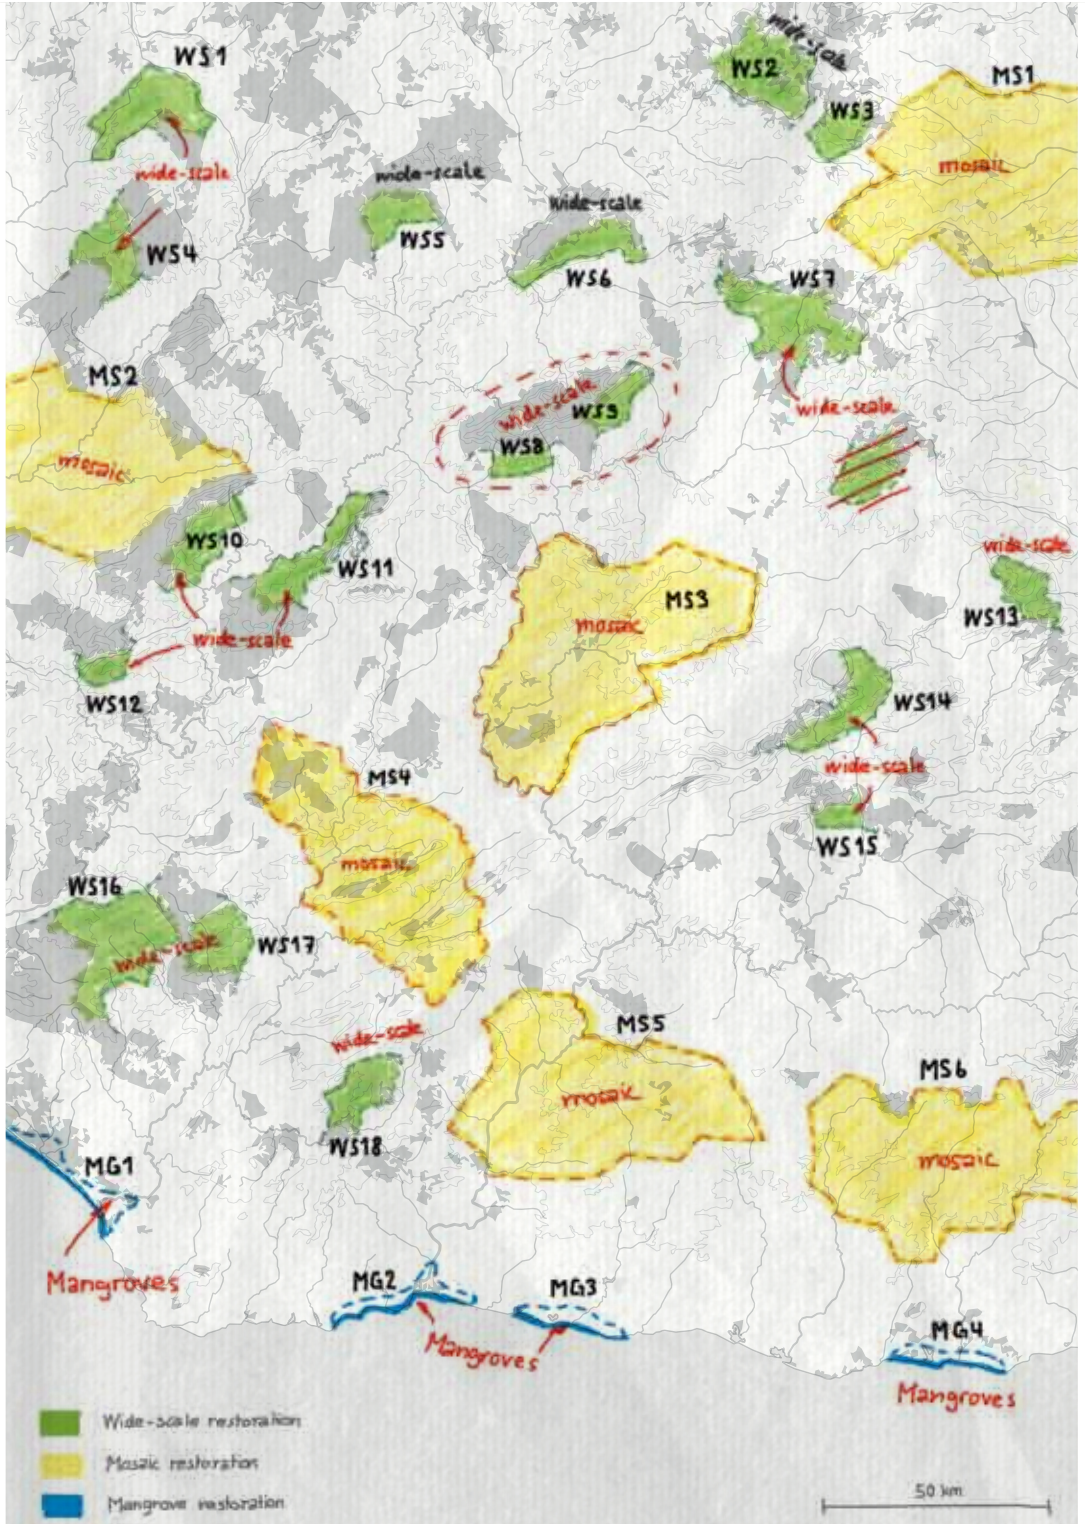 WS1
wide-scale
WS2
MS1
WS3
wide-scale
mosaic
wide-scale
wide-scale
WS4
WS5
WS6
WS7
MS2
wide-scale
wide-scale
WS9
WS8
mosaic
WS10
WS11
wide-scale
WS13
MS3
mosaic
wide-scale
WS12
WS14
wide-scale
MS4
mosaic
WS15
WS16
wide-scale
WS17
MS5
wide-scale
mosaic
MS6
mosaic
WS18
MG1
Mangroves
MG2
MG3
Mangroves
MG4
Mangroves
Wide-scale restoration
Mosaic restoration
Mangrove restoration
50 km